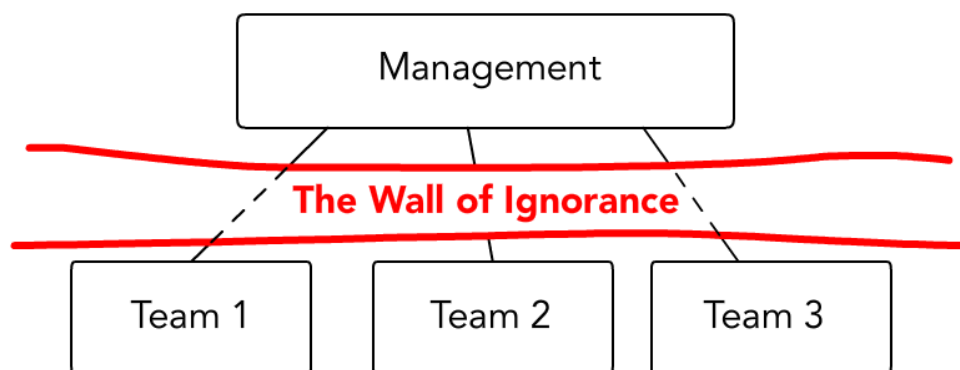 Management
The Wall of Ignorance
Team 1
Team 2
Team 3